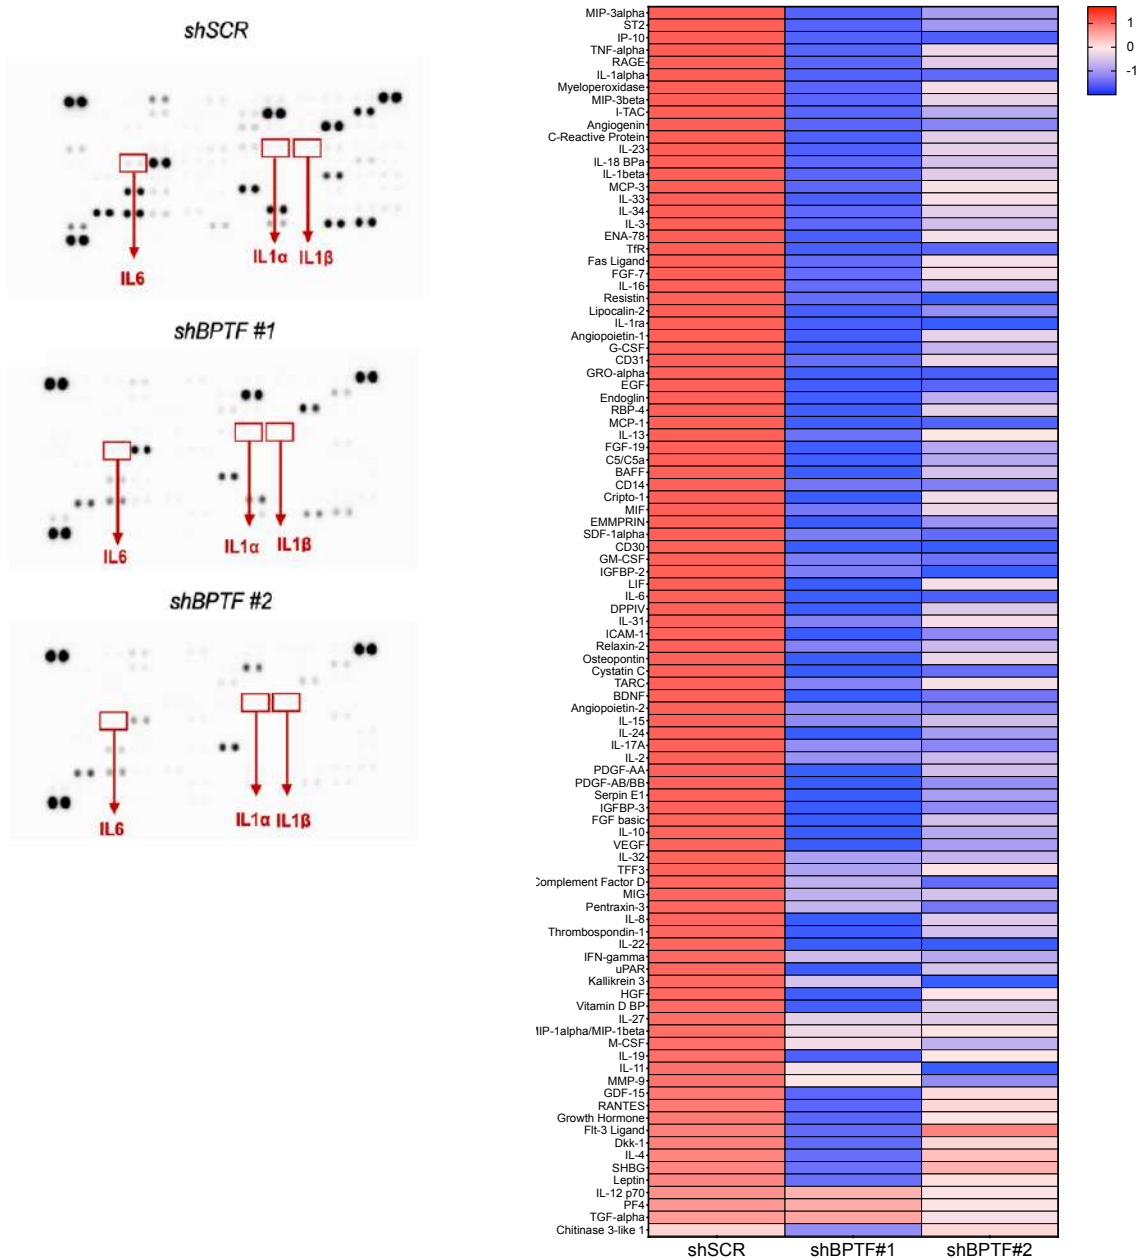 shSCR
IL6
IL1α
IL1β
shBPTF #1
IL6
IL1α
IL1β
shBPTF #2
IL6
IL1α
IL1β
MIP-3alpha
ST2
IP-10
TNF-alpha
RAGE
IL-1alpha
Myeloperoxidase
MIP-3beta
I-TAC
Angiogenin
C-Reactive Protein
IL-23
IL-18 BPa
IL-1beta
MCP-3
IL-33
IL-34
IL-3
ENA-78
TfR
Fas Ligand
FGF-7
IL-16
Resistin
Lipocalin-2
IL-1ra
Angiopoietin-1
G-CSF
CD31
GRO-alpha
EGF
Endoglin
RBP-4
MCP-1
IL-13
FGF-19
C5/C5a
BAFF
CD14
Cripto-1
MIF
EMMPRIN
SDF-1alpha
CD30
GM-CSF
IGFBP-2
LIF
IL-6
DPPIV
IL-31
ICAM-1
Relaxin-2
Osteopontin
Cystatin C
TARC
BDNF
Angiopoietin-2
IL-15
IL-24
IL-17A
IL-2
PDGF-AA
PDGF-AB/BB
Serpin E1
IGFBP-3
FGF basic
IL-10
VEGF
IL-32
TFF3
Complement Factor D
MIG
Pentraxin-3
IL-8
Thrombospondin-1
IL-22
IFN-gamma
uPAR
Kallikrein 3
HGF
Vitamin D BP
IL-27
MIP-1alpha/MIP-1beta
M-CSF
IL-19
IL-11
MMP-9
GDF-15
RANTES
Growth Hormone
Flt-3 Ligand
Dkk-1
IL-4
SHBG
Leptin
IL-12 p70
PF4
TGF-alpha
Chitinase 3-like 1
shSCR
shBPTF#1
shBPTF#2
1
0
-1